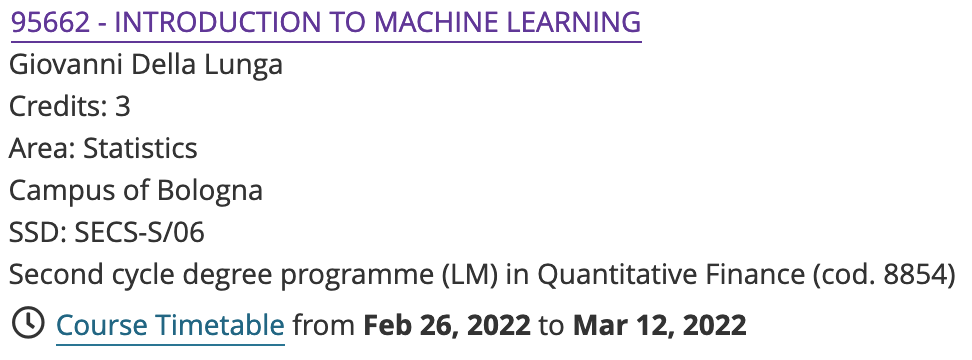 95662 - INTRODUCTION TO MACHINE LEARNING
Giovanni Della Lunga
Credits: 3
Area: Statistics
Campus of Bologna
SSD: SECS-S/06
Second cycle degree programme (LM) in Quantitative Finance (cod. 8854)
Course Timetable from Feb 26, 2022 to Mar 12, 2022